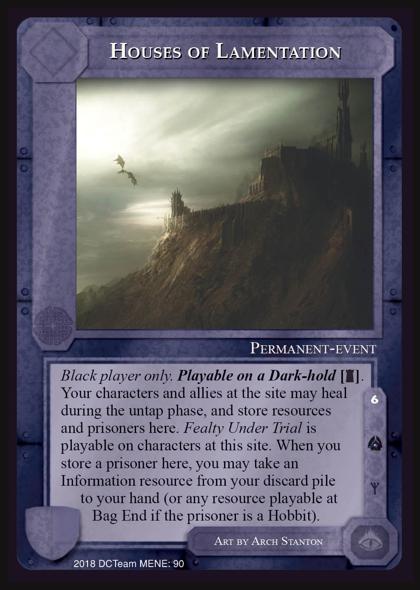 Houses of Lamentation
Permanent-event
Black player only. Playable on a Dark-hold [ ].
Your characters and allies at the site may heal
during the untap phase, and store resources
and prisoners here. Fealty Under Trial is
playable on characters at this site. When you
store a prisoner here, you may take an
Information resource from your discard pile
to your hand (or any resource playable at
Bag End if the prisoner is a Hobbit).
6
Art by Arch Stanton
2018 DCTeam MENE: 90